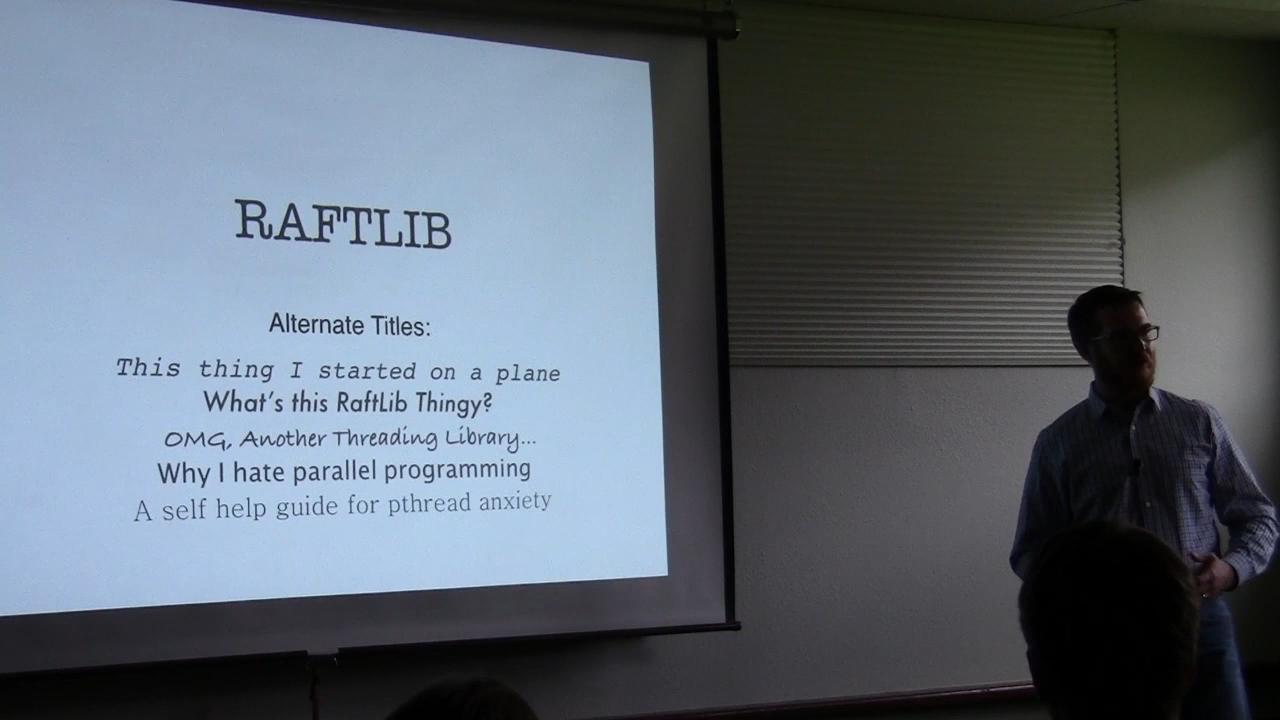 RAFTLIB
Alternate Titles:
This thing I started on a plane
What's this RaftLib Thingy?
OMG, Another Threading Library...
Why I hate parallel programming
A self help guide for pthread anxiety